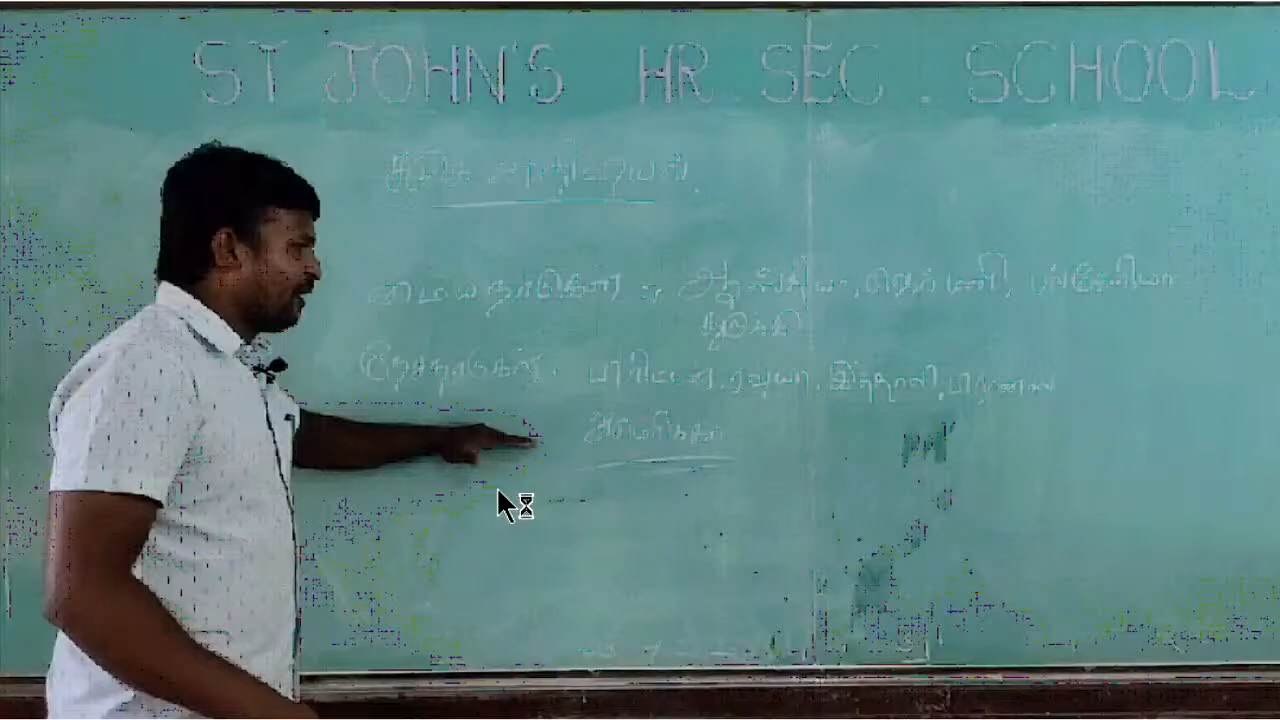 ST JOHN'S HR. SEC. SCHOOL
மைய நாடுகள் ஆஸ்திரியா, ஜெர்மனி, பல்கேரியா
துருக்கி
நேசநாடுகள். பிரிட்டன், ரஷ்யா, இத்தாலி, பிரான்ஸ்
அமெரிக்கா